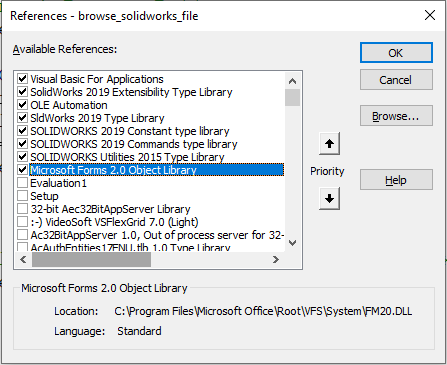 References - browse_solidworks_file
Available References:
OK
Visual Basic For Applications
SolidWorks 2019 Extensibility Type Library
Cancel
OLE Automation
SldWorks 2019 Type Library
SOLIDWORKS 2019 Constant type library
Browse...
SOLIDWORKS 2019 Commands type library
SOLIDWORKS Utilities 2015 Type Library
Microsoft Forms 2.0 Object Library
Priority
Evaluation1
Help
Setup
32-bit Aec32BitAppServer Library
:-) VideoSoft VSFlexGrid 7.0 (Light)
Ac32BitAppServer 1.0, Out of process server for 32-
AcAuthEntities17ENU.tlb 1.0 Type Library
Microsoft Forms 2.0 Object Library
Location: C:\Program Files\Microsoft Office\Root\VFS\System\FM20.DLL
Language: Standard